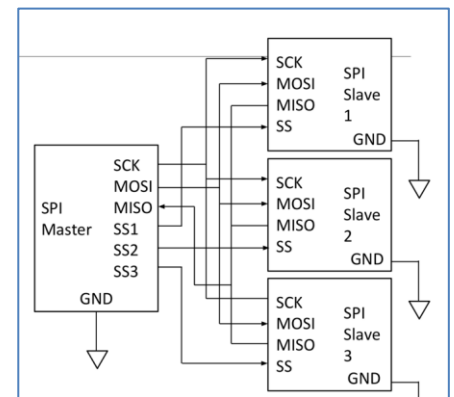 SCK
MOSI
MISO
SS
SPI
Slave
1
GND
SCK
MOSI
MISO
SS1
SS2
SS3
SPI
Master
GND
SCK
MOSI
MISO
SS
SPI
Slave
2
GND
SCK
MOSI
MISO
SS
SPI
Slave
3
GND